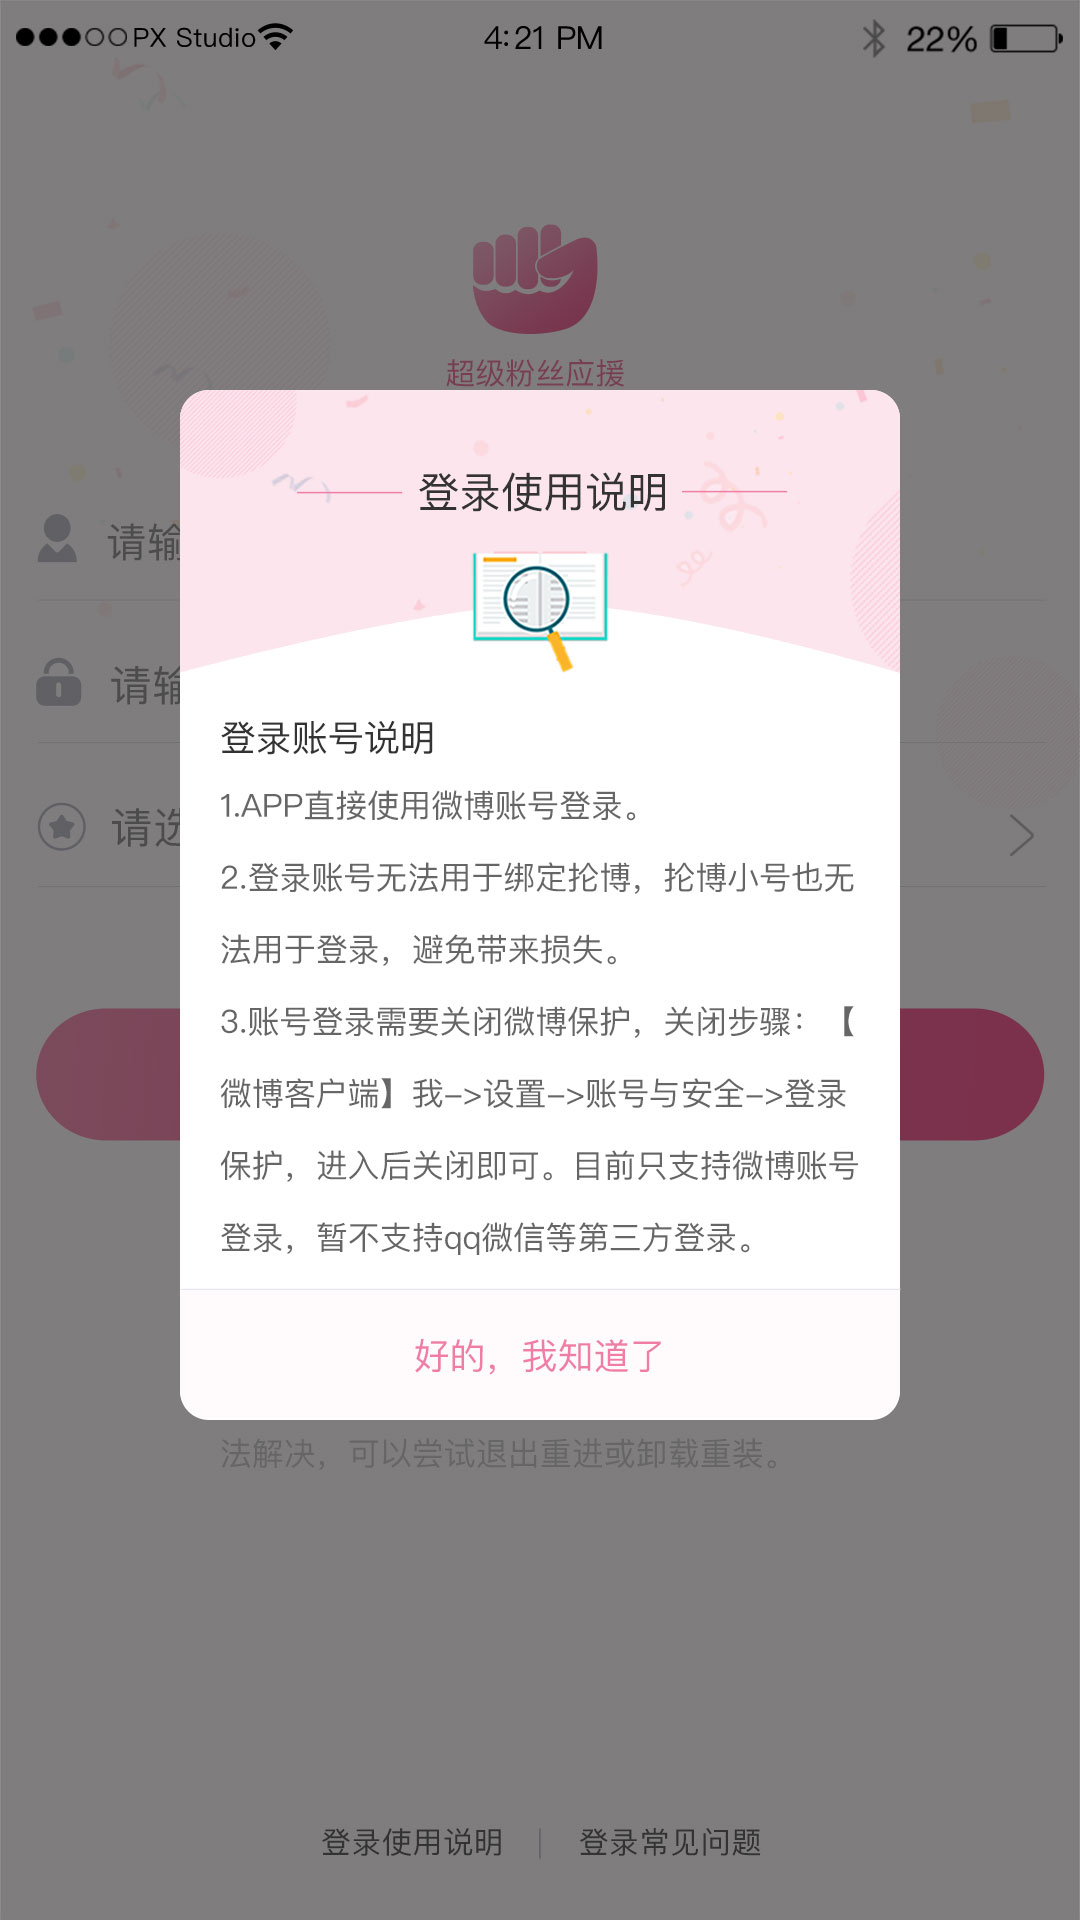 PX Studio 4:21 PM 22%
超级粉丝应援
登录使用说明
请输
请输
请选
登录账号说明
1.APP直接使用微博账号登录。
2.登录账号无法用于绑定抡博，抡博小号也无
法用于登录，避免带来损失。
3.账号登录需要关闭微博保护，关闭步骤：【
微博客户端】我->设置->账号与安全->登录
保护，进入后关闭即可。目前只支持微博账号
登录，暂不支持qq微信等第三方登录。
好的，我知道了
法解决，可以尝试退出重进或卸载重装。
登录使用说明 | 登录常见问题